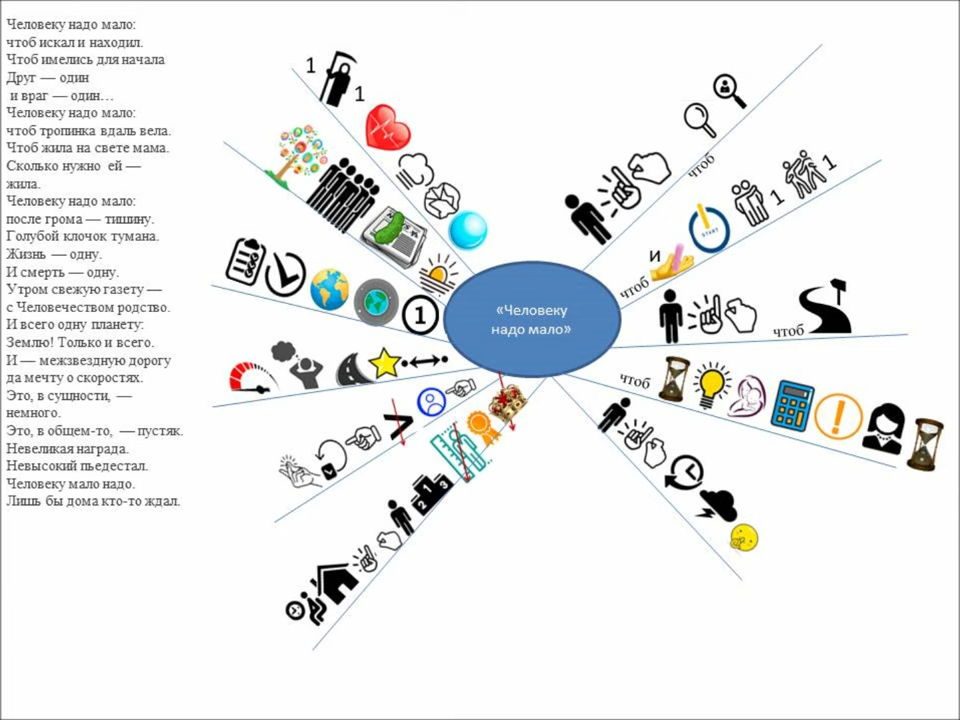 Человеку надо мало:
чтоб искал и находил.
Чтоб имелись для начала
Друг — один
и враг — один…
Человеку надо мало:
чтоб тропинка вдаль вела.
Чтоб жила на свете мама.
Сколько нужно ей —
жила.
Человеку надо мало:
после грома — тишину.
Голубой клочок тумана.
Жизнь — одну.
И смерть — одну.
Утром свежую газету —
с Человечеством родство.
И всего одну планету:
Землю! Только и всего.
И — межзвездную дорогу
да мечту о скоростях.
Это, в сущности, —
немного.
Это, в общем-то, — пустяк.
Невеликая награда.
Невысокий пьедестал.
Человеку мало надо.
Лишь бы дома кто-то ждал.
1
1
чтоб
1
1
и
START
чтоб
1
«Человеку
надо мало»
чтоб
чтоб
1
2
3